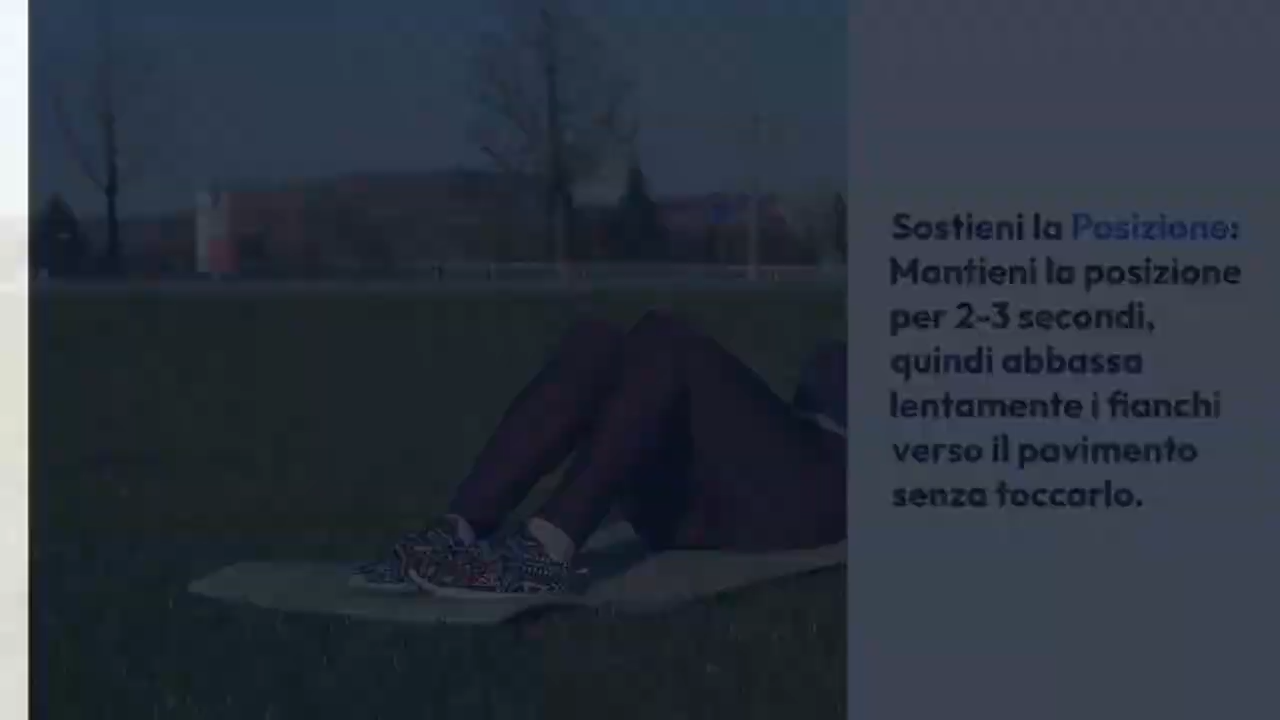 Sostieni la Posizione:
Mantieni la posizione
per 2-3 secondi,
quindi abbassa
lentamente i fianchi
verso il pavimento
senza toccarlo.